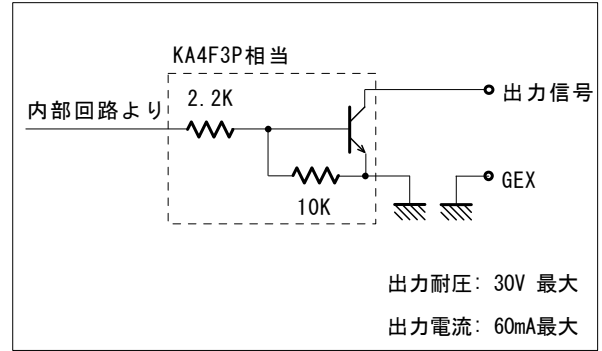 KA4F3P相当
内部回路より
2.2K
出力信号
GEX
10K
出力耐圧: 30V 最大
出力電流: 60mA最大